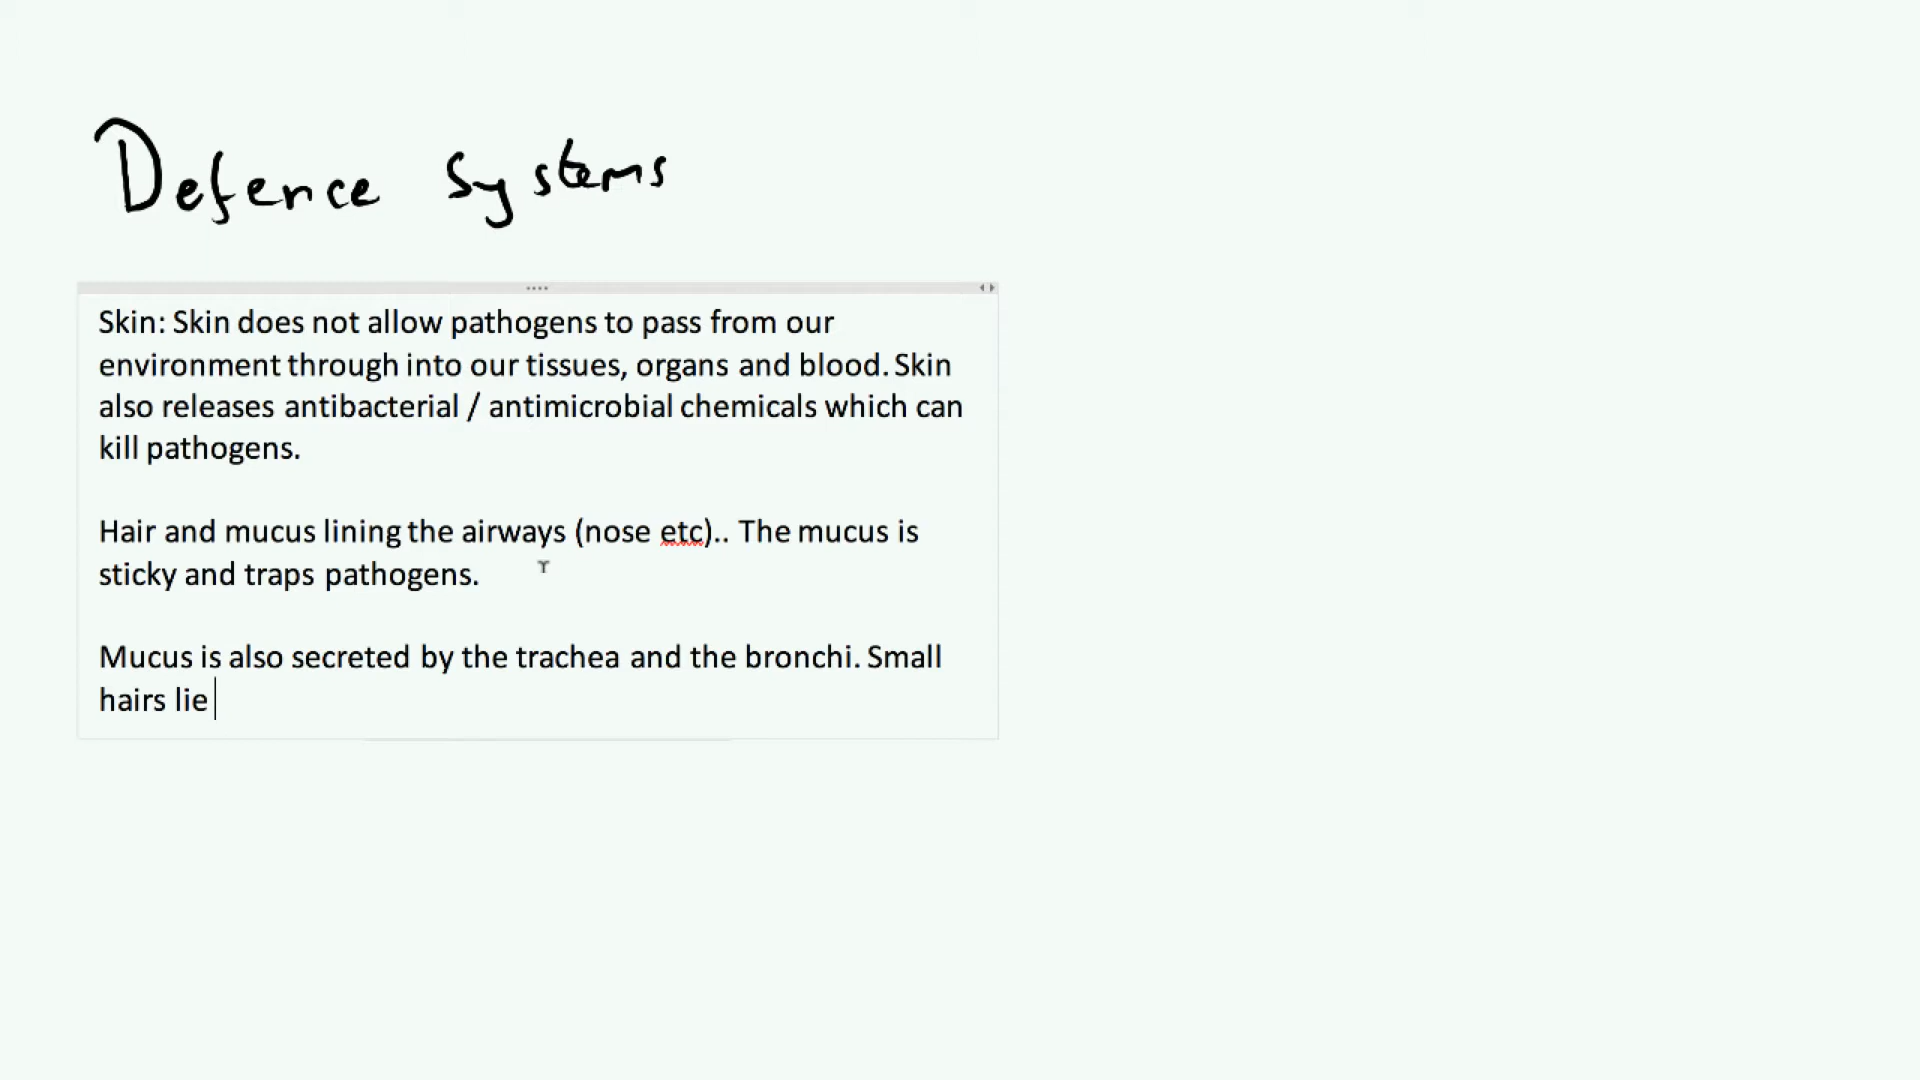 Defence Systems
Skin: Skin does not allow pathogens to pass from our
environment through into our tissues, organs and blood. Skin
also releases antibacterial / antimicrobial chemicals which can
kill pathogens.
Hair and mucus lining the airways (nose etc).. The mucus is
sticky and traps pathogens.
Mucus is also secreted by the trachea and the bronchi. Small
hairs lie